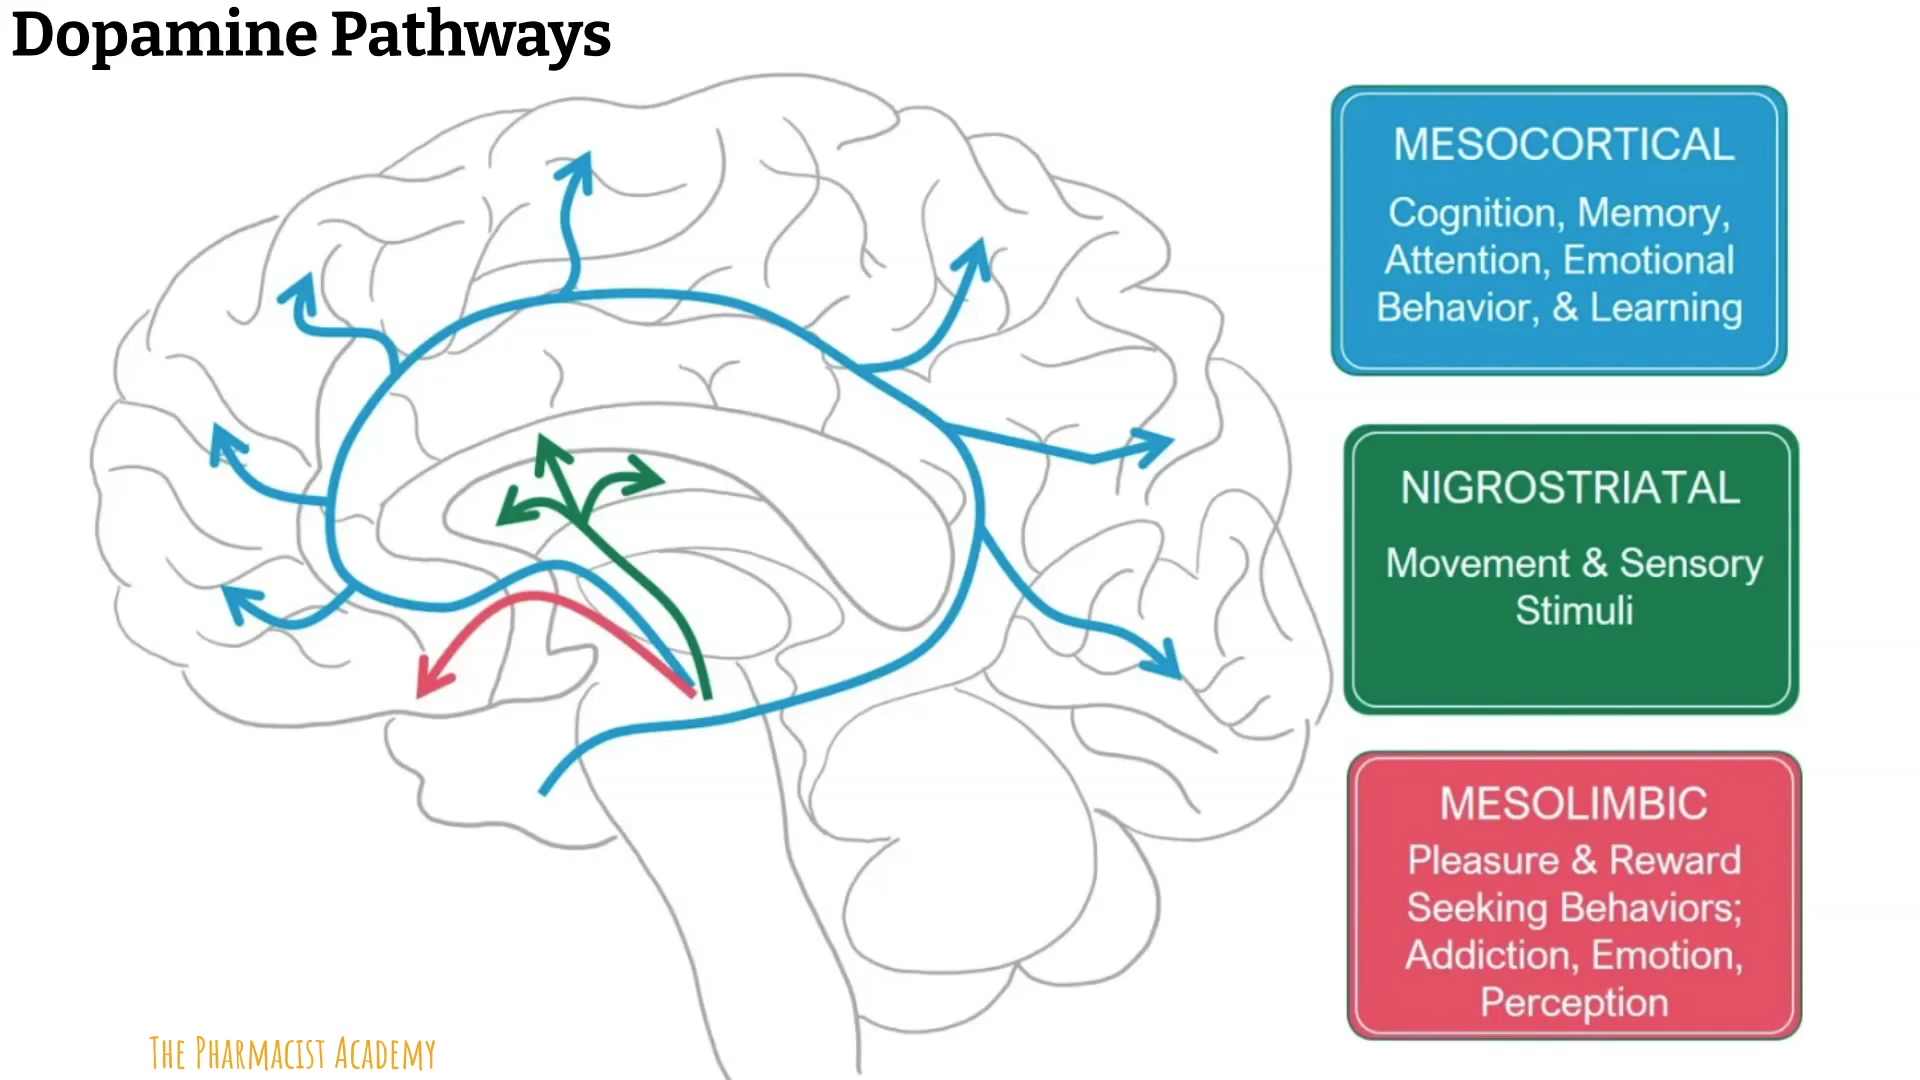 Dopamine Pathways
MESOCORTICAL
Cognition, Memory,
Attention, Emotional
Behavior, & Learning
NIGROSTRIATAL
Movement & Sensory
Stimuli
MESOLIMBIC
Pleasure & Reward
Seeking Behaviors;
Addiction, Emotion,
Perception
The Pharmacist Academy